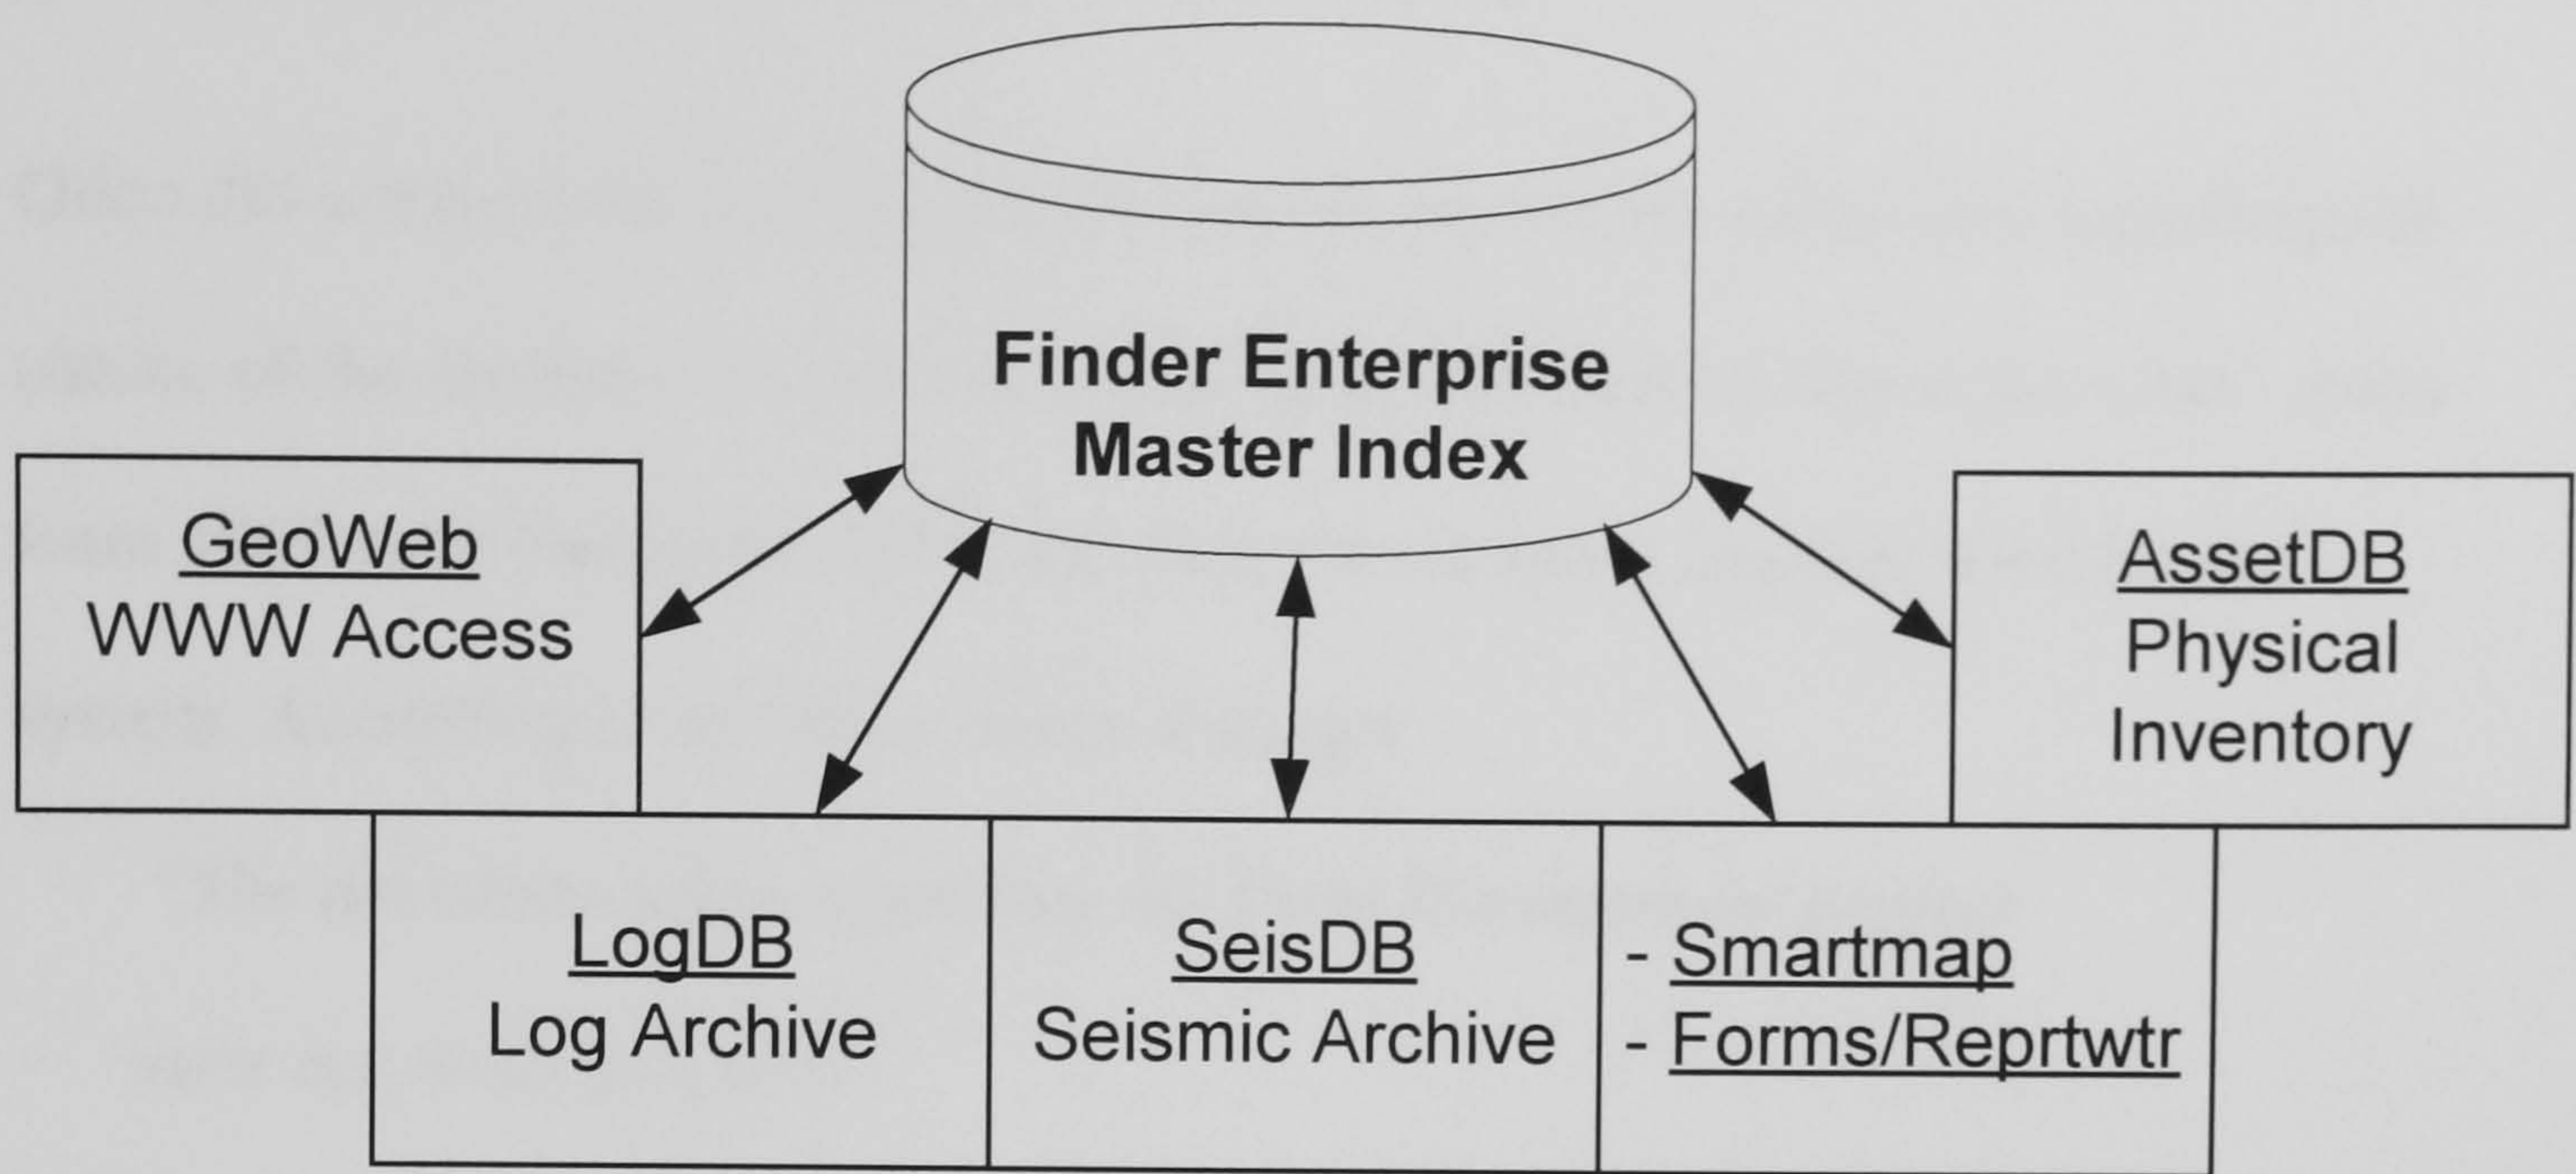 Finder Enterprise
Master Index
GeoWeb
WWW Access
AssetDB
Physical
Inventory
LogDB
Log Archive
SeisDB
Seismic Archive
- Smartmap
- Forms/Reprtwtr